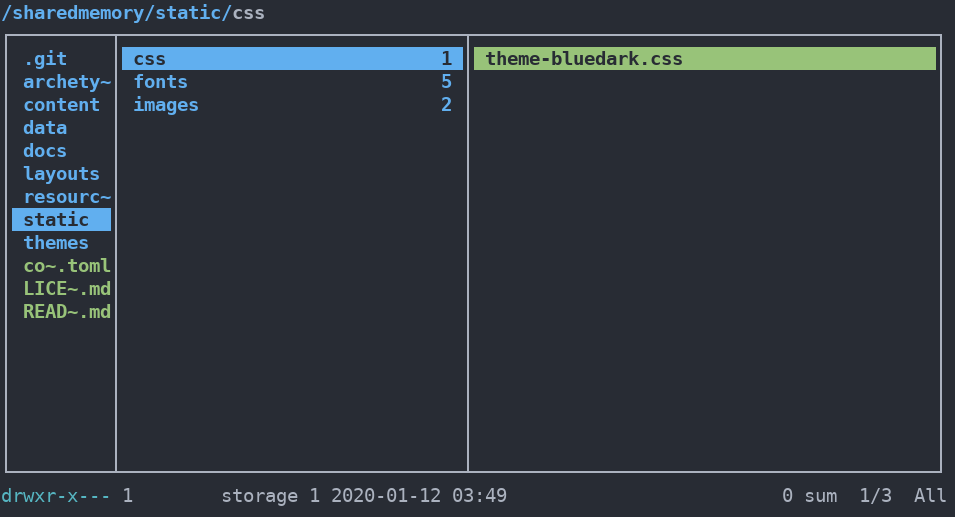 /sharedmemory/static/css
.git
archety~
content
data
docs
layouts
resourc~
static
themes
co~.toml
LICE~.md
READ~.md
css 1
fonts 5
images 2
theme-bluedark.css
drwxr-x--- 1 storage 1 2020-01-12 03:49 0 sum 1/3 All